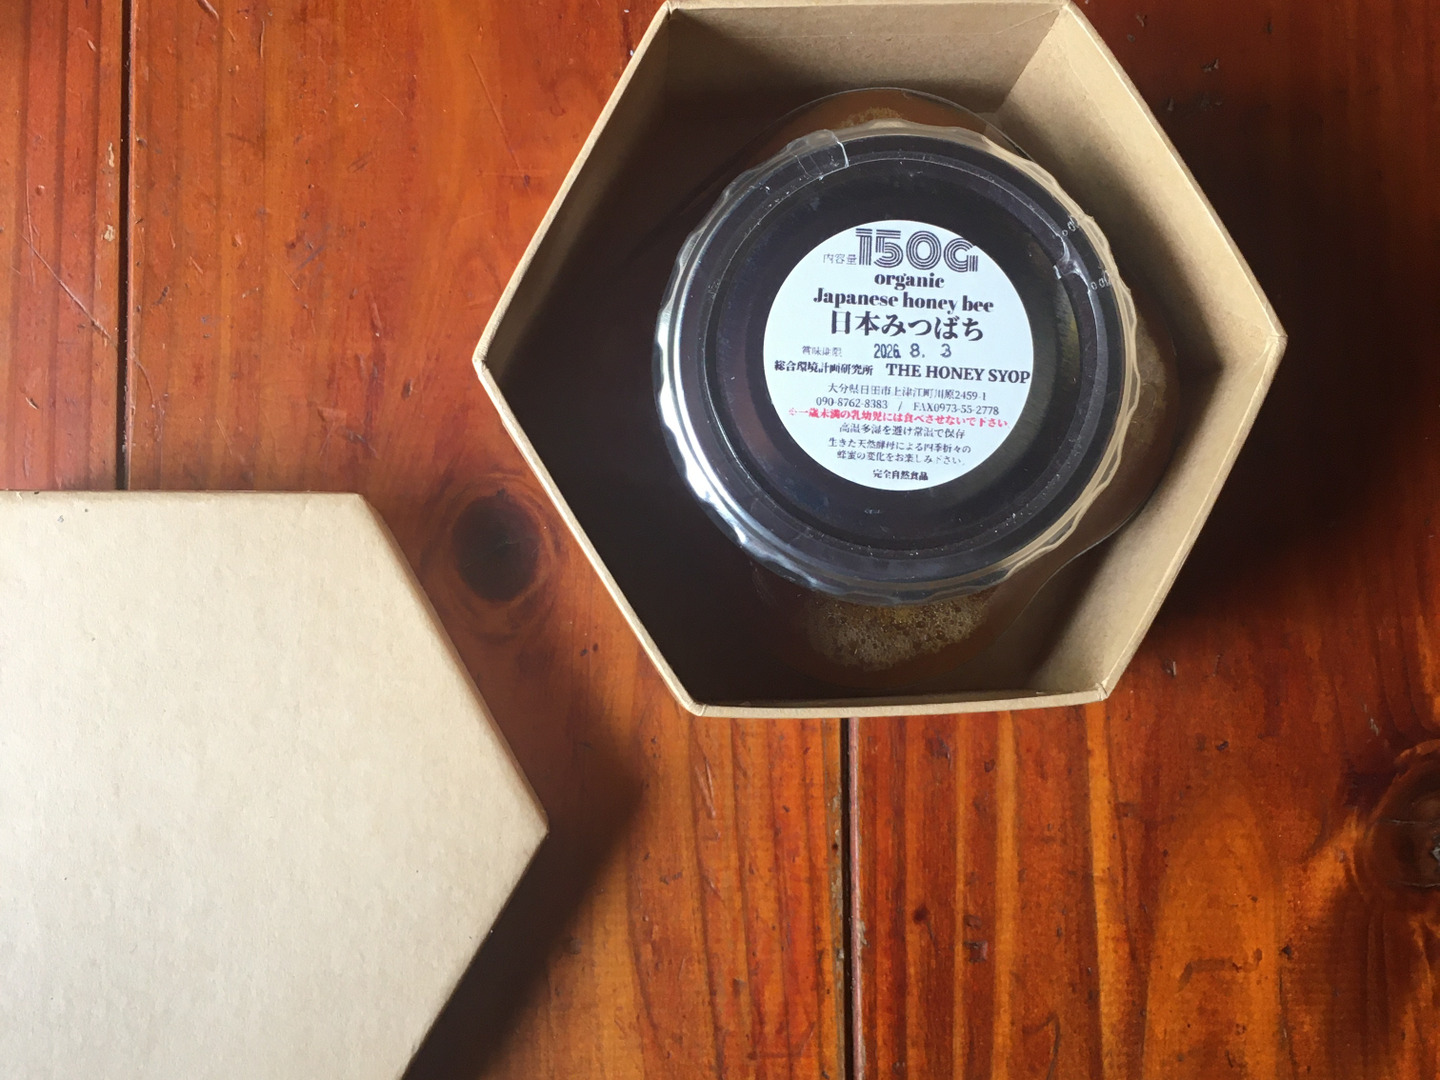 内容量 150G
organic
Japanese honey bee
日本みつばち
賞味期限 2026. 8. 3
総合環境計画研究所 THE HONEY SYOP
大分県日田市上津江町川原2459-1
090-8762-8383 / FAX0973-55-2778
※一歳未満の乳幼児には食べさせないで下さい
高温多湿を避け常温で保存
生きた天然酵母による四季折々の
蜂蜜の変化をお楽しみ下さい。
完全自然食品